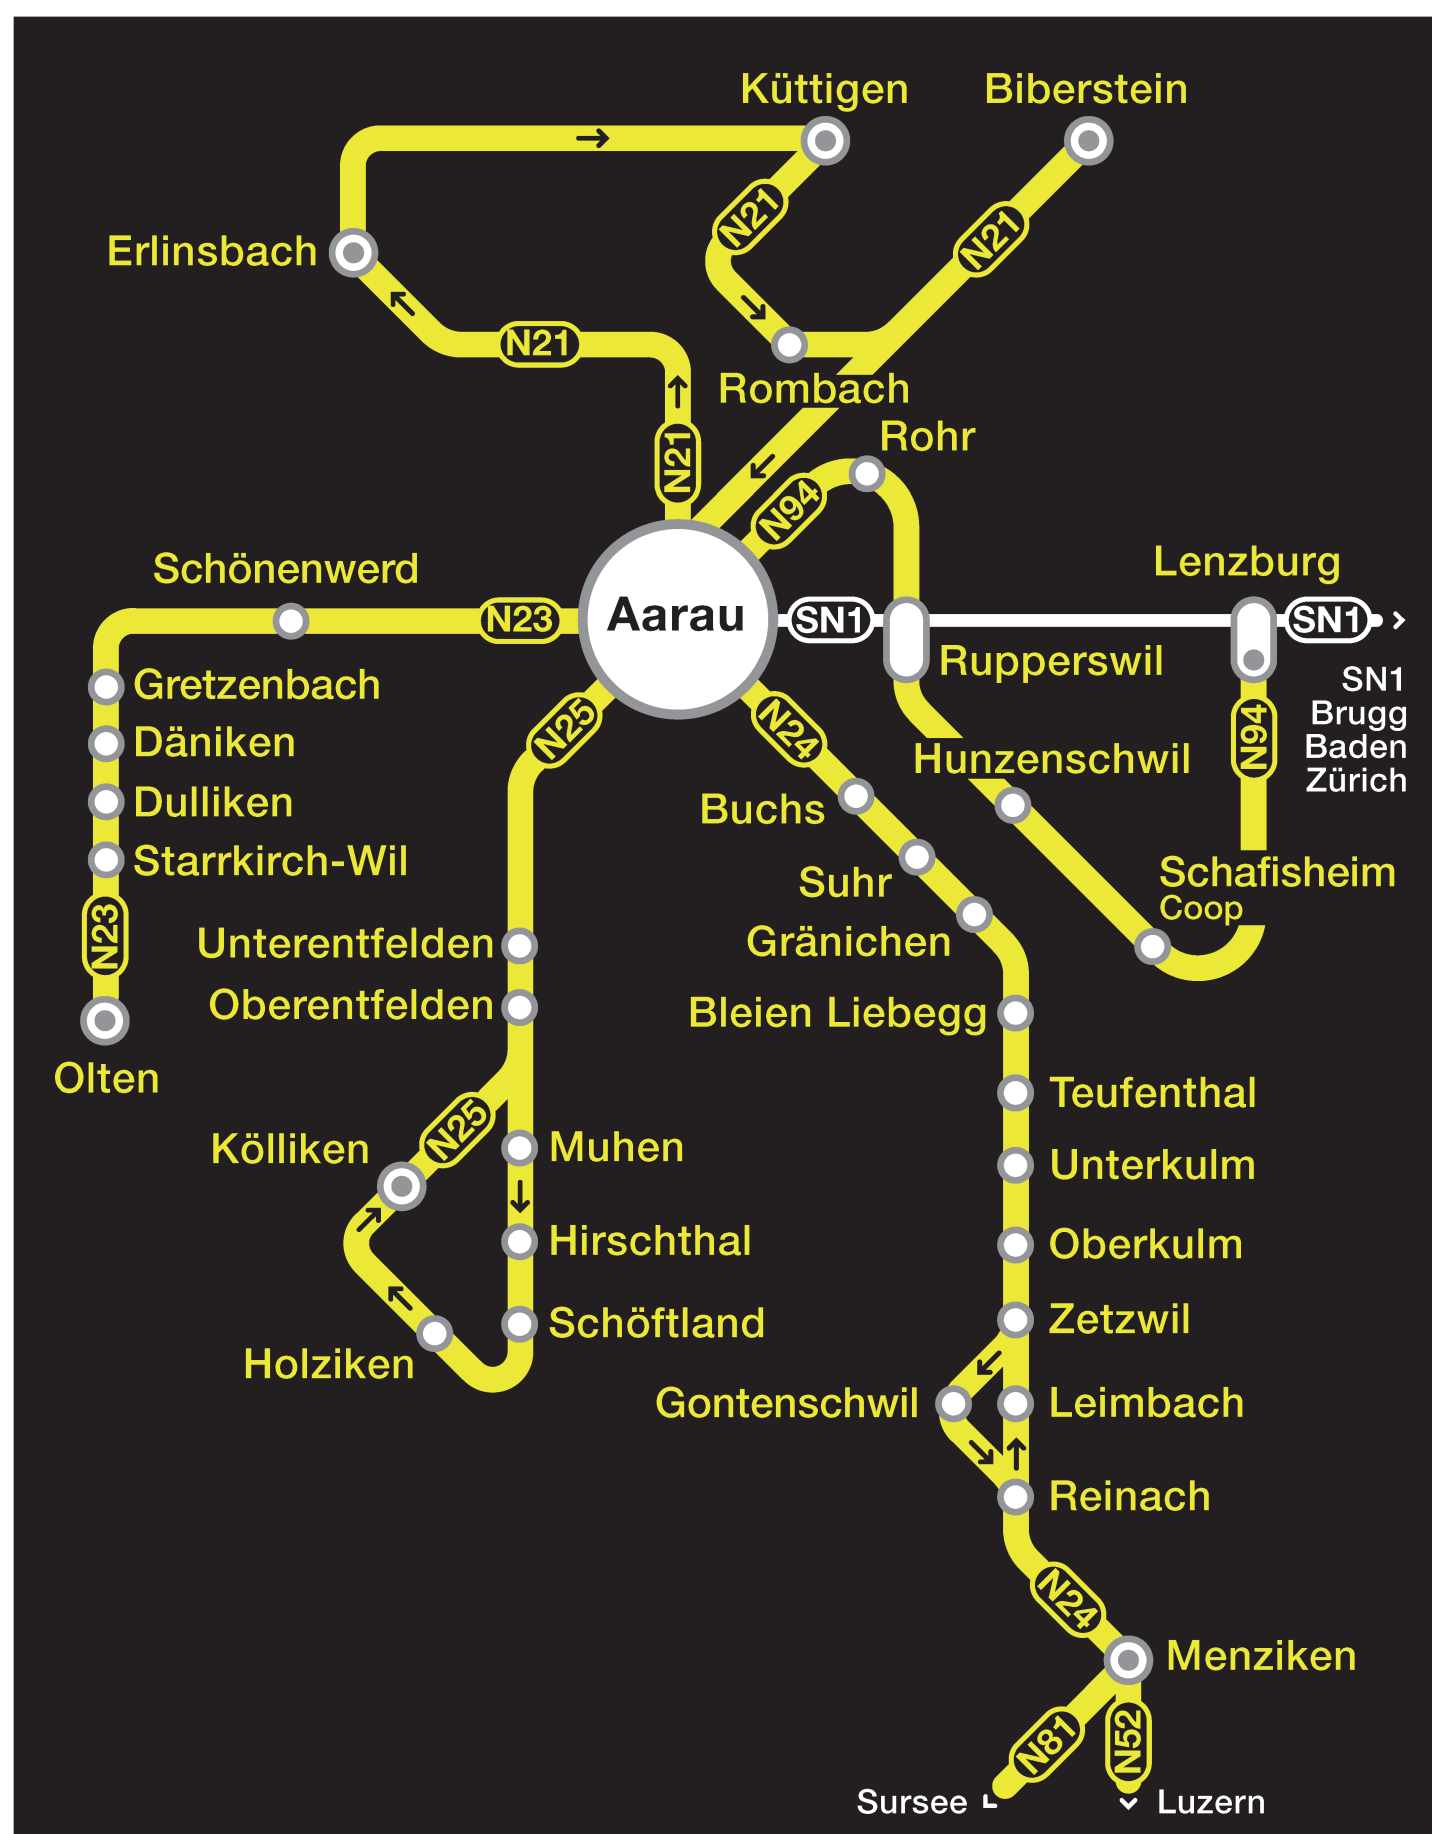 Küttigen
Biberstein
N21
N21
Erlinsbach
N21
Rombach
Rohr
N21
N94
Schönenwerd
Lenzburg
N23
Aarau
SN1
SN1
Rupperswil
Gretzenbach
SN1
Brugg
Baden
Zürich
N25
N24
N94
Däniken
Hunzenschwil
Dulliken
Buchs
Starrkirch-Wil
Suhr
Schafisheim
Coop
N23
Unterentfelden
Gränichen
Oberentfelden
Bleien Liebegg
Olten
Teufenthal
N25
Kölliken
Muhen
Unterkulm
Hirschthal
Oberkulm
Schöftland
Zetzwil
Holziken
Gontenschwil
Leimbach
Reinach
N24
Menziken
N81
N52
Sursee
Luzern